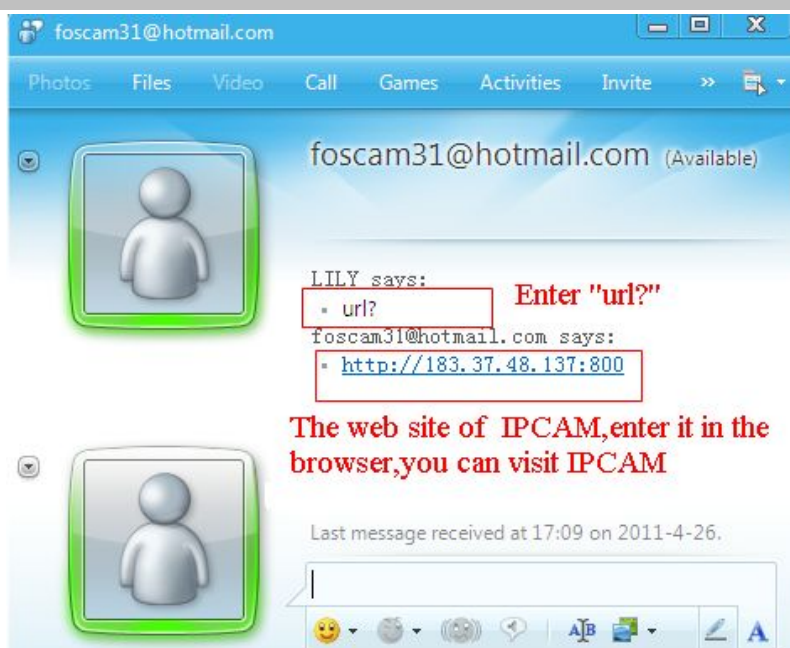 foscam31@hotmail.com
Photos Files Video Call Games Activities Invite »
foscam31@hotmail.com (Available)
LILY says:
url?
Enter "url?"
foscam31@hotmail.com says:
http://183.37.48.137:800
The web site of IPCAM,enter it in the
browser,you can visit IPCAM
Last message received at 17:09 on 2011-4-26.